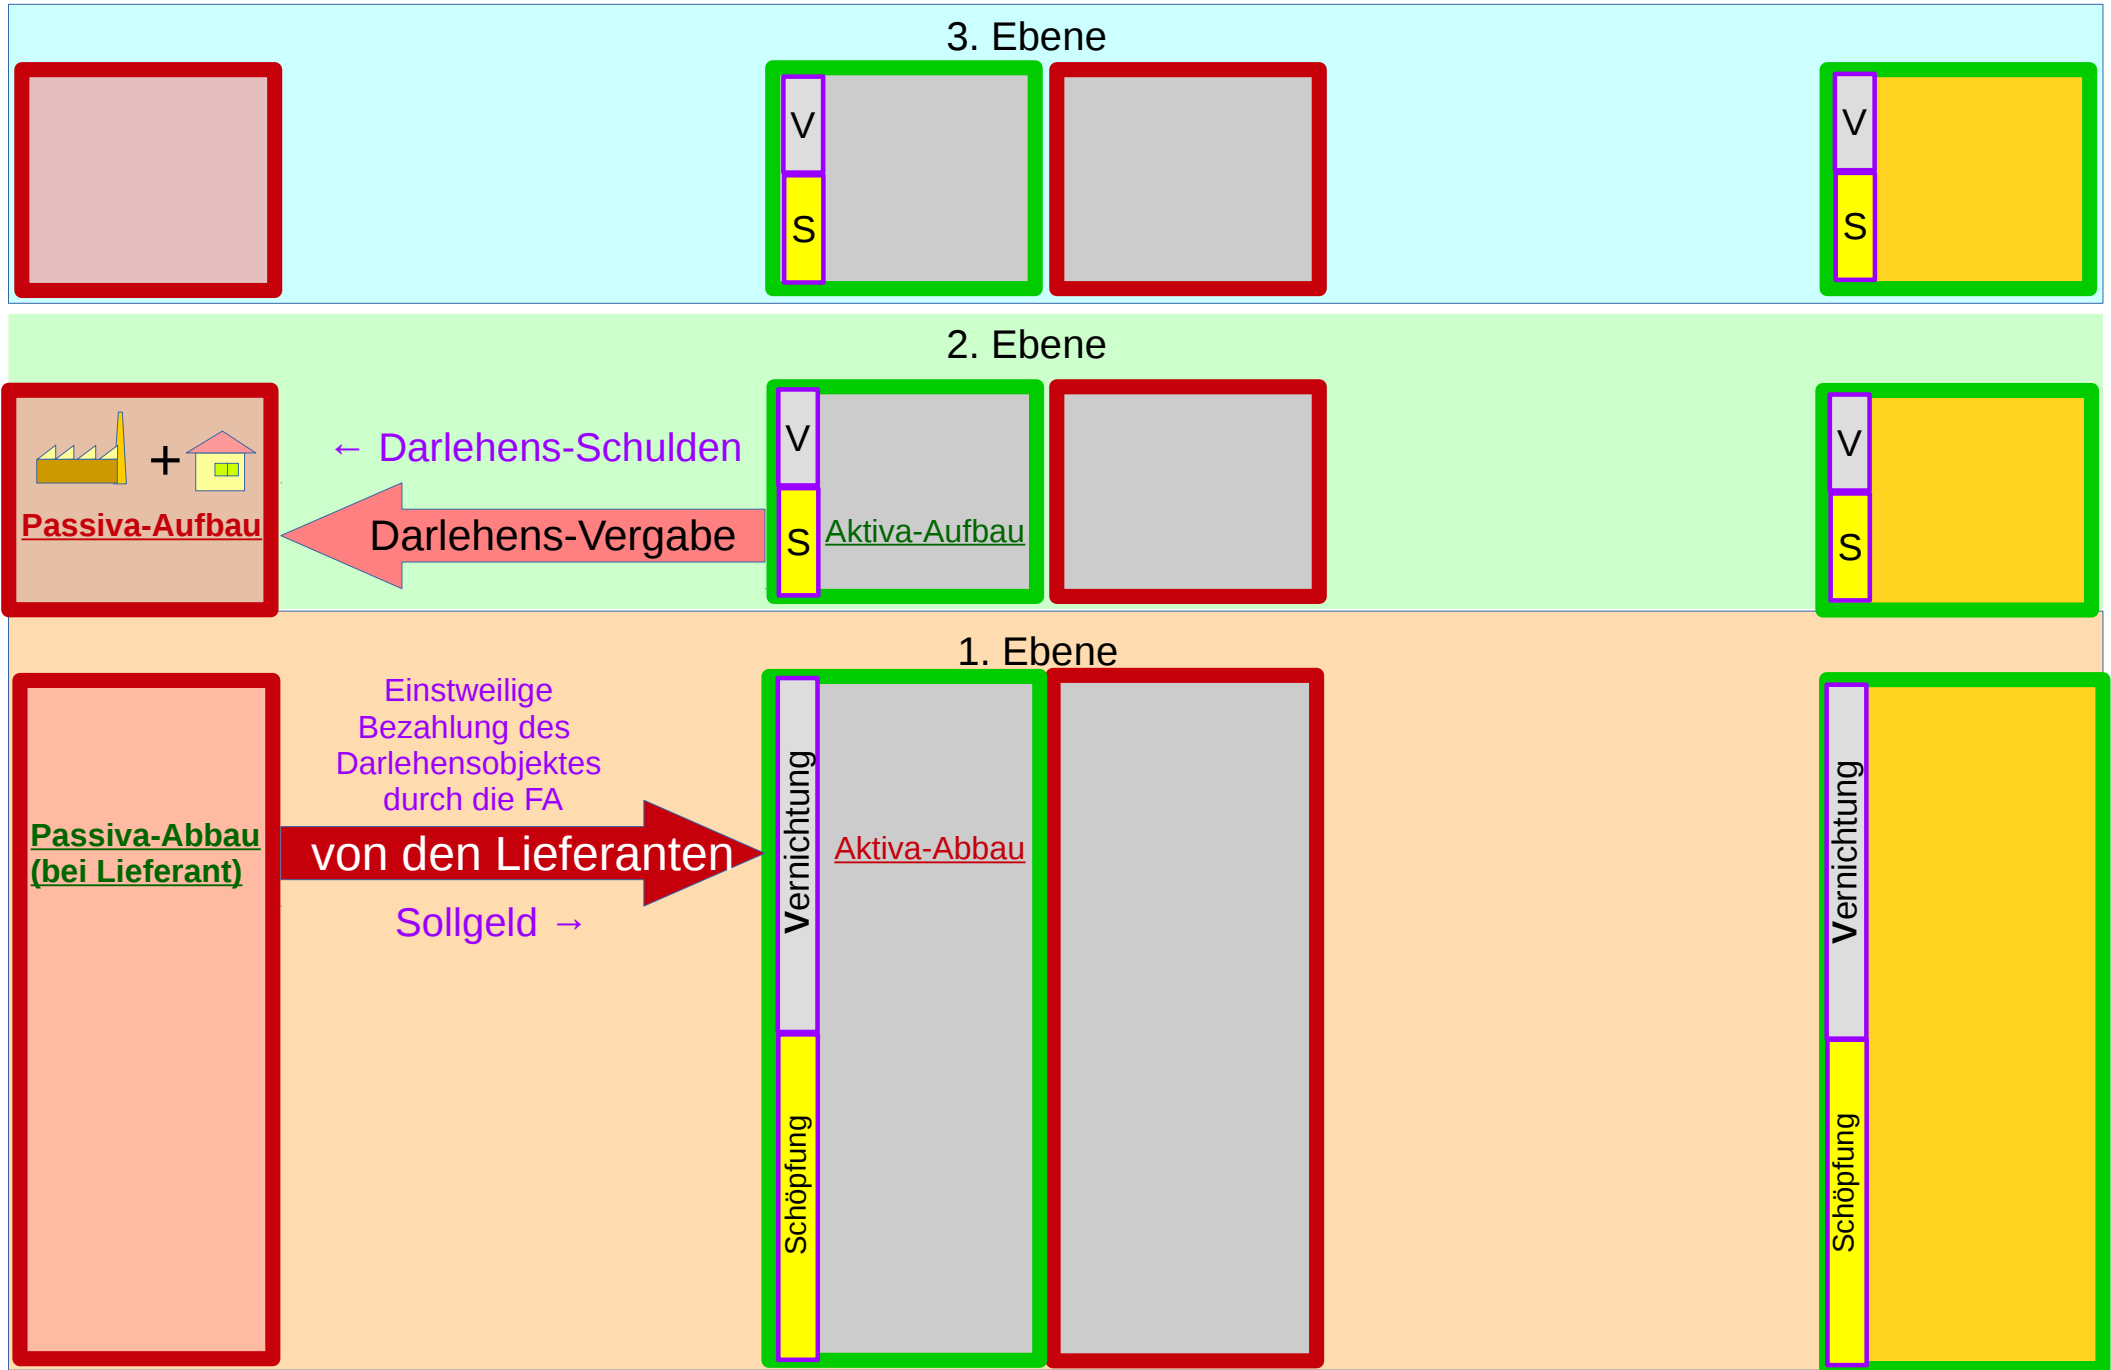 3. Ebene
V
S
V
S
2. Ebene
+
Passiva-Aufbau
← Darlehens-Schulden
Darlehens-Vergabe
V
S
Aktiva-Aufbau
V
S
1. Ebene
Einstweilige
Bezahlung des
Darlehensobjektes
durch die FA
Passiva-Abbau
(bei Lieferant)
von den Lieferanten
Sollgeld →
Vernichtung
Schöpfung
Aktiva-Abbau
Vernichtung
Schöpfung